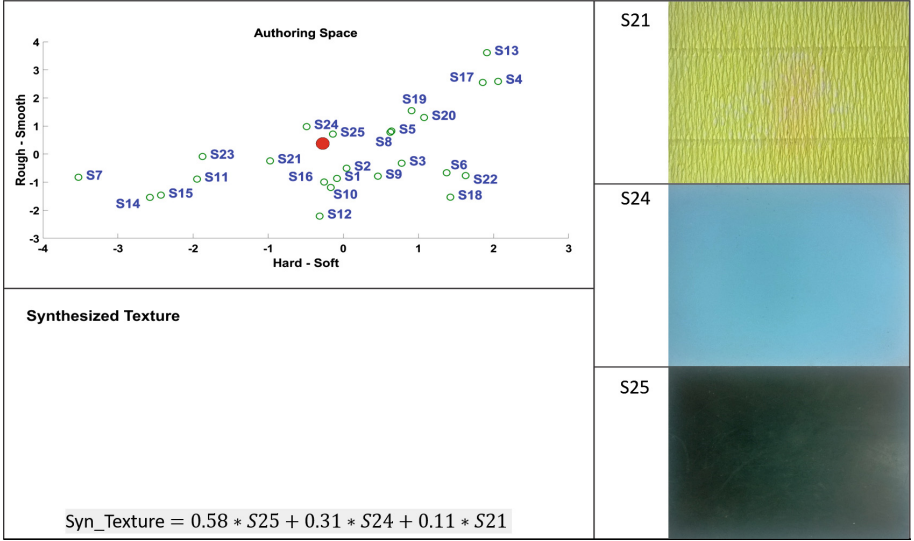 Authoring Space
Rough - Smooth
4
3
2
1
0
-1
-2
-3
S13
S17
S4
S19
S20
S24
S25
S5
S8
S23
S21
S2
S3
S6
S7
S11
S16
S1
S9
S22
S14
S15
S10
S18
S12
-4
-3
-2
-1
0
1
2
3
Hard - Soft
Synthesized Texture
Syn_Texture = 0.58 * S25 + 0.31 * S24 + 0.11 * S21
S21
S24
S25